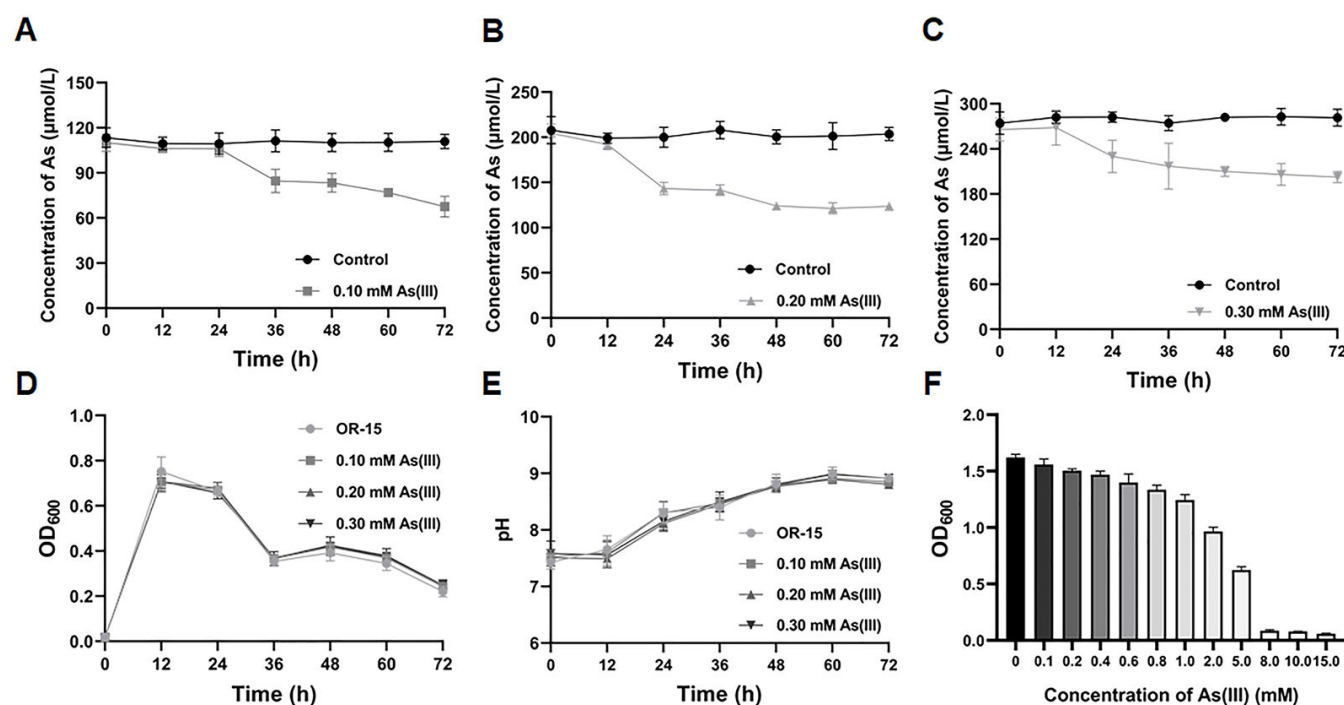 A
Concentration of As (μmol/L)
150
120
90
60
30
0
Control
0.10 mM As(III)
0 12 24 36 48 60 72
Time (h)
B
Concentration of As (μmol/L)
250
200
150
100
50
0
Control
0.20 mM As(III)
0 12 24 36 48 60 72
Time (h)
C
Concentration of As (μmol/L)
300
240
180
120
60
0
Control
0.30 mM As(III)
0 12 24 36 48 60 72
Time (h)
D
OD600
1.0
0.8
0.6
0.4
0.2
0.0
OR-15
0.10 mM As(III)
0.20 mM As(III)
0.30 mM As(III)
0 12 24 36 48 60 72
Time (h)
E
pH
10
9
8
7
6
OR-15
0.10 mM As(III)
0.20 mM As(III)
0.30 mM As(III)
0 12 24 36 48 60 72
Time (h)
F
OD600
2.0
1.5
1.0
0.5
0.0
0 0.1 0.2 0.4 0.6 0.8 1.0 2.0 5.0 8.0 10.0 15.0
Concentration of As(III) (mM)